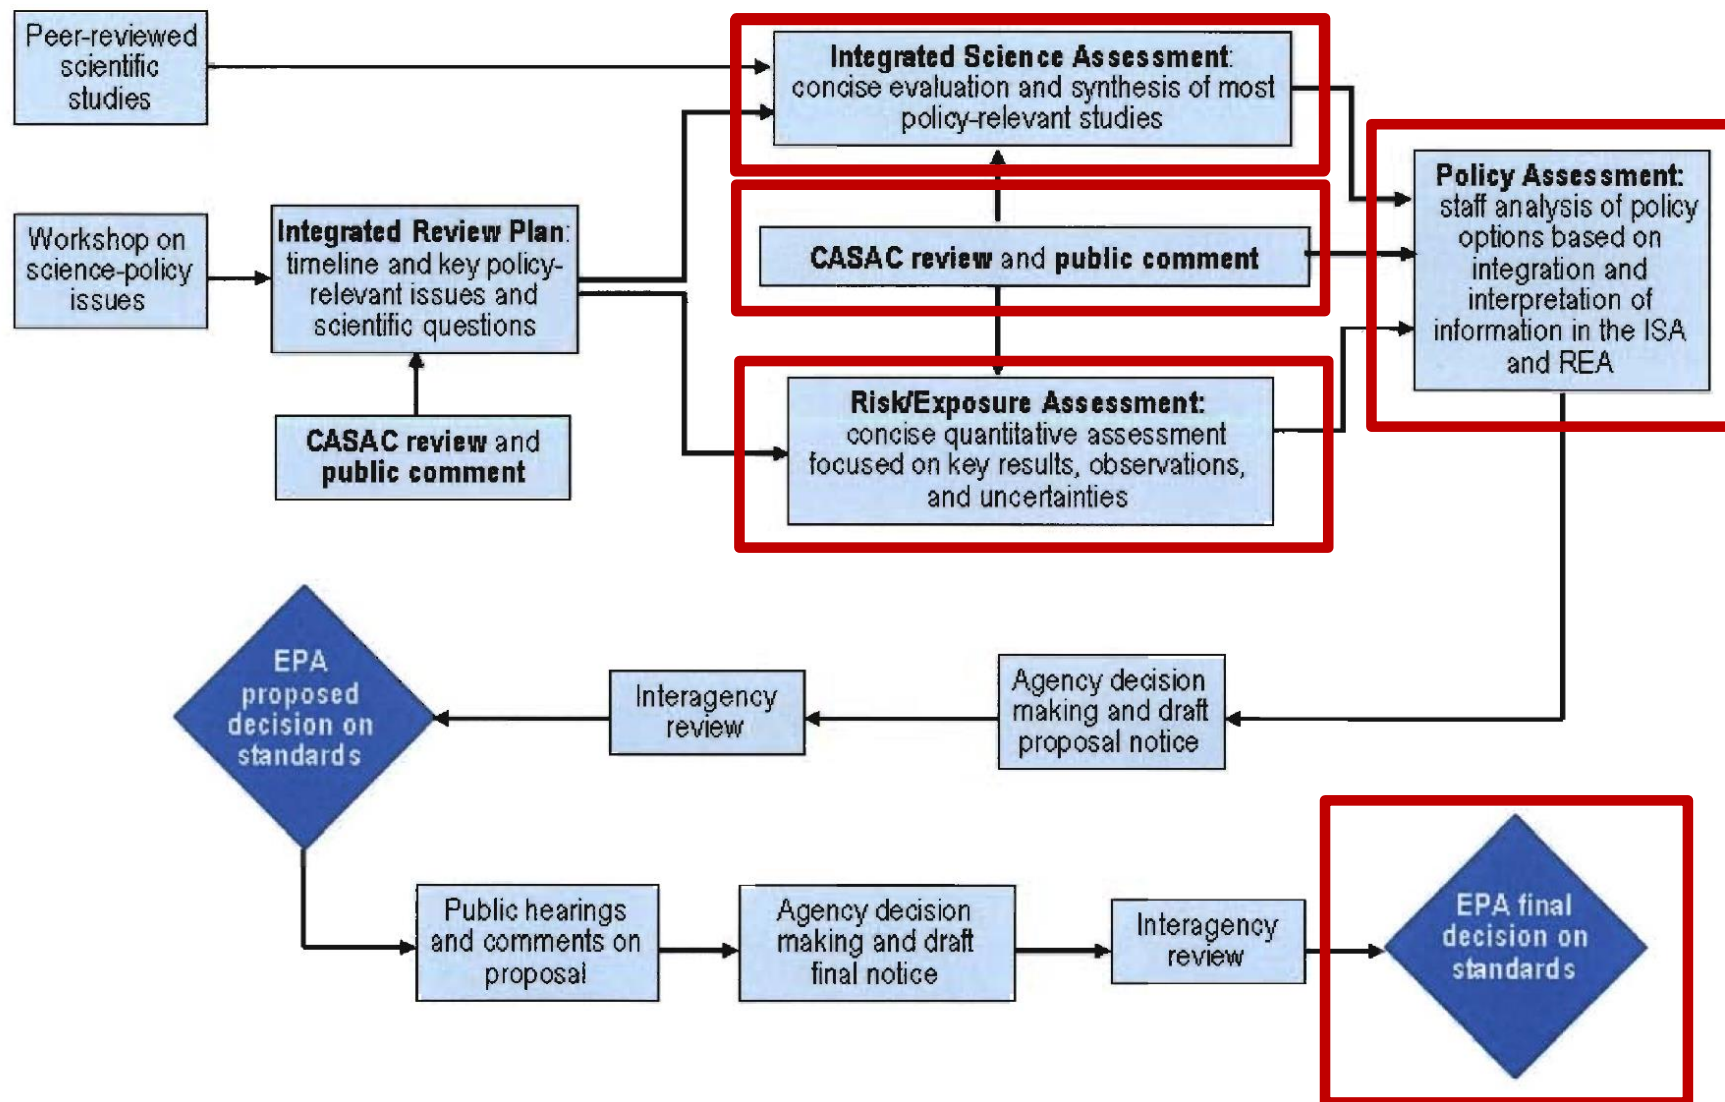 Peer-reviewed
scientific
studies
Integrated Science Assessment:
concise evaluation and synthesis of most
policy-relevant studies
Workshop on
science-policy
issues
Integrated Review Plan:
timeline and key policy-
relevant issues and
scientific questions
CASAC review and public comment
Policy Assessment:
staff analysis of policy
options based on
integration and
interpretation of
information in the ISA
and REA
CASAC review and
public comment
Risk/Exposure Assessment:
concise quantitative assessment
focused on key results, observations,
and uncertainties
EPA
proposed
decision on
standards
Interagency
review
Agency decision
making and draft
proposal notice
Public hearings
and comments on
proposal
Agency decision
making and draft
final notice
Interagency
review
EPA final
decision on
standards